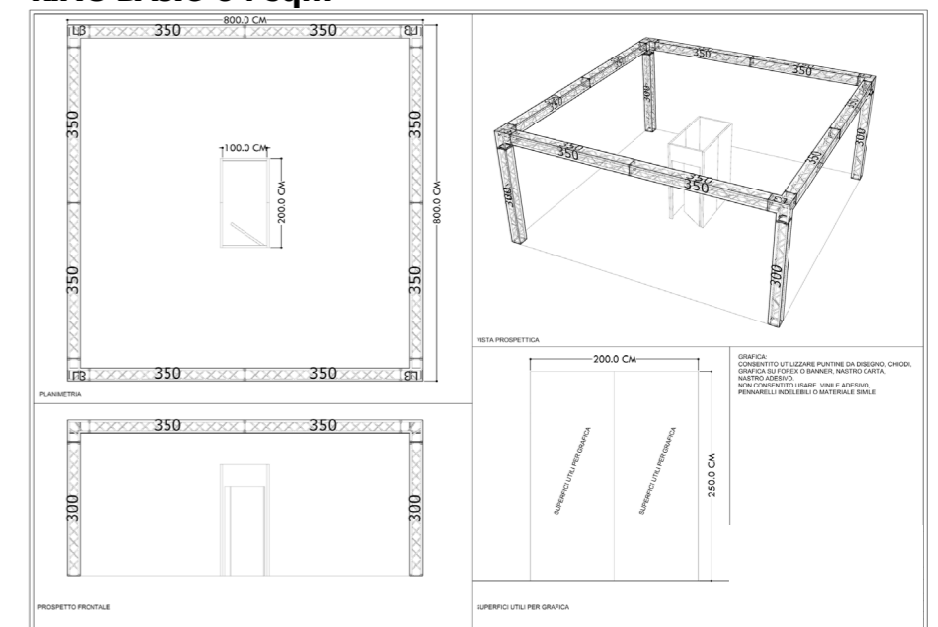 800.0 CM
350 350
350
350
100.0 CM
200.0 CM
800.0 CM
350
350
350 350
PLANIMETRIA
350
350
300
350
350
350
350
300
300
300
VISTA PROSPETTICA
350 350
300
300
PROSPETTO FRONTALE
200.0 CM
SUPERFICI UTILI PER GRAFICA
SUPERFICI UTILI PER GRAFICA
250.0 CM
SUPERFICI UTILI PER GRAFICA
GRAFICA:
CONSENTITO UTLIZZARE PUNTINE DA DISEGNO, CHIODI,
GRAFICA SU FOFEX O BANNER, NASTRO CARTA,
NASTRO ADESIVO.
NON CONSENTITO USARE VINILE ADESIVO,
PENNARELLI INDELEBILI O MATERIALE SIMILE